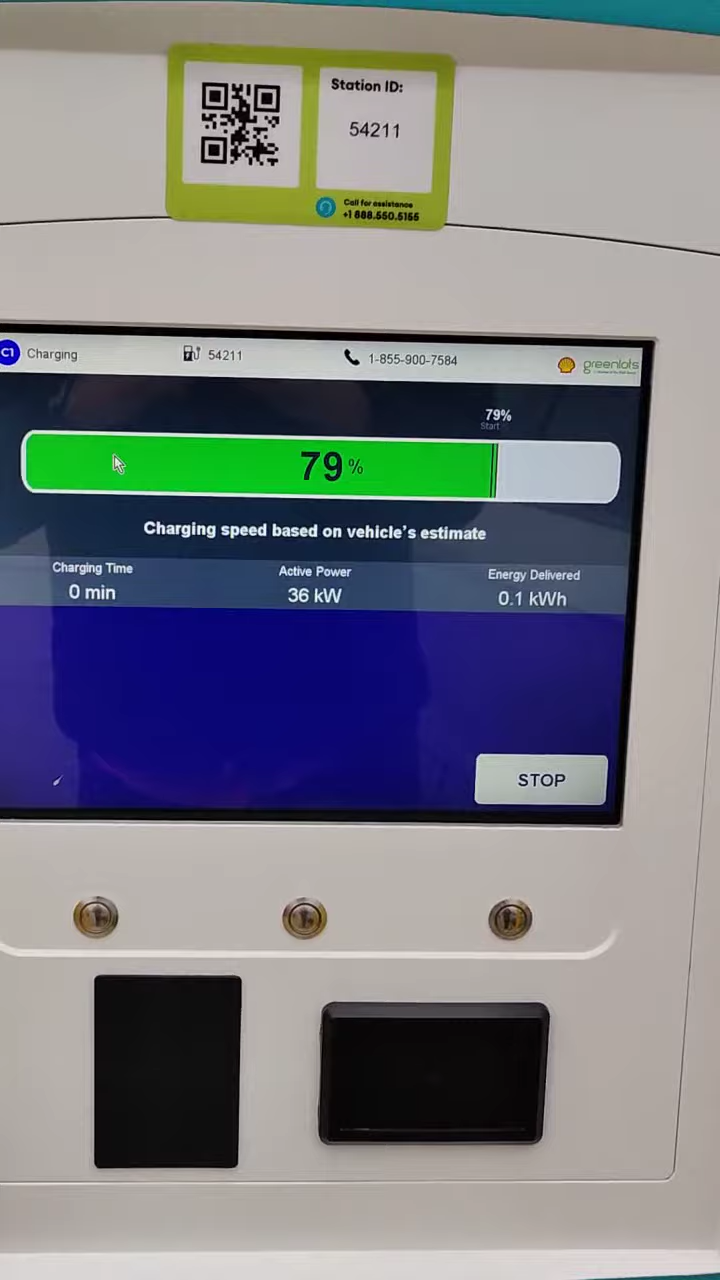 Station ID:
54211
Call for assistance
+1 888.550.5155
C1 Charging
54211
1-855-900-7584
greenlots
79%
Start
79%
Charging speed based on vehicle's estimate
Charging Time
Active Power
Energy Delivered
0 min
36 kW
0.1 kWh
STOP